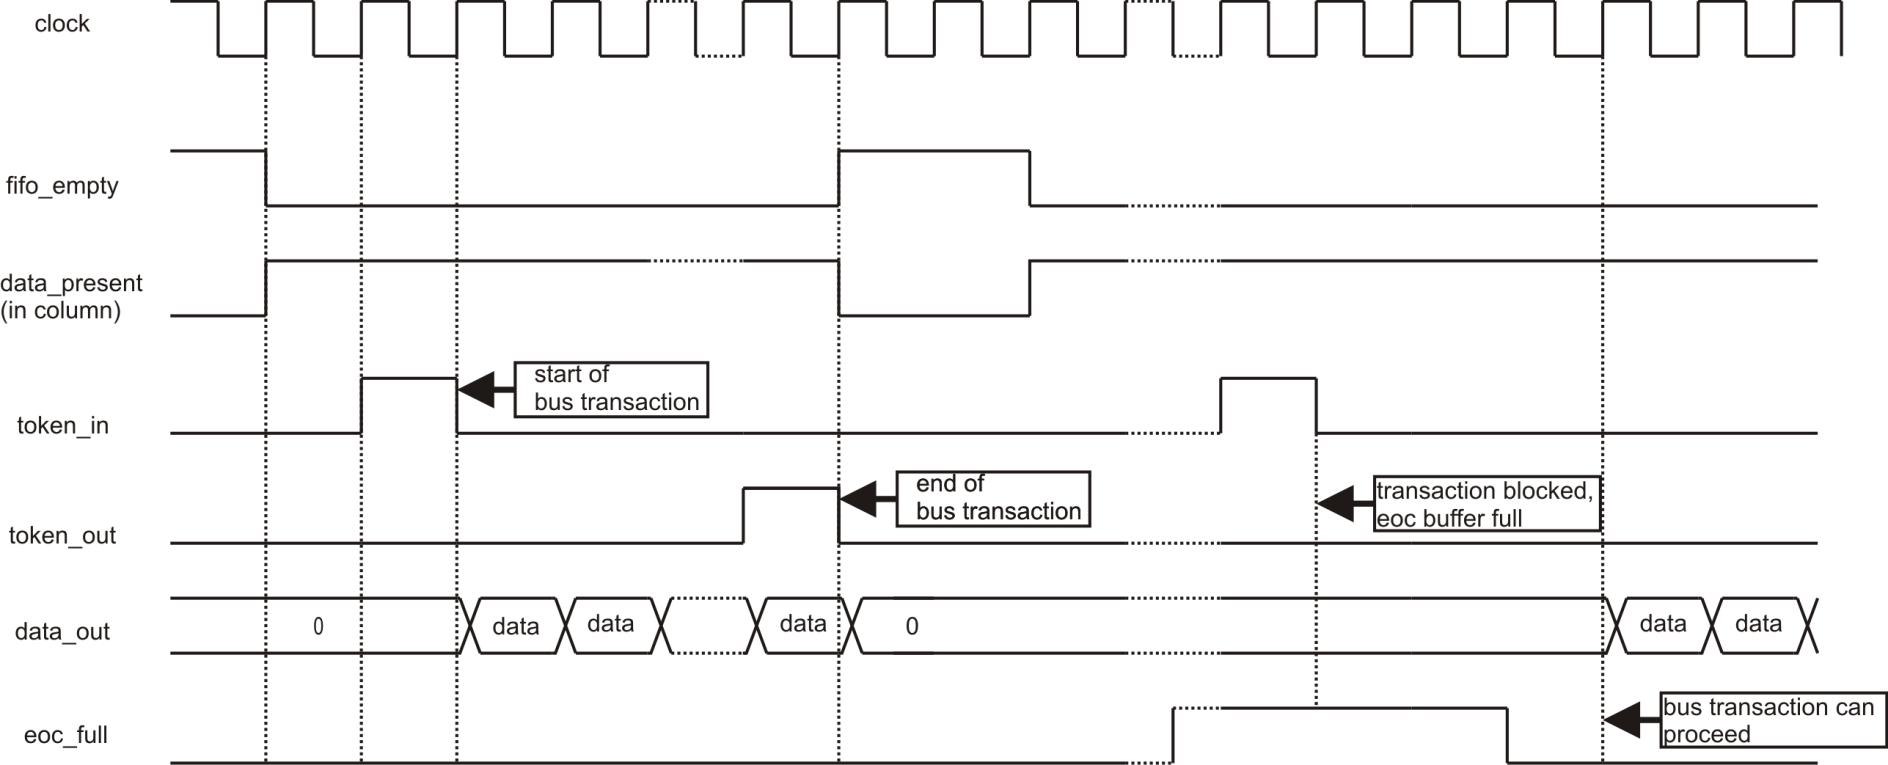 clock
fifo_empty
data_present
(in column)
start of
bus transaction
token_in
end of
bus transaction
transaction blocked,
eoc buffer full
token_out
data_out
0
data
data
data
0
data
data
bus transaction can
proceed
eoc_full